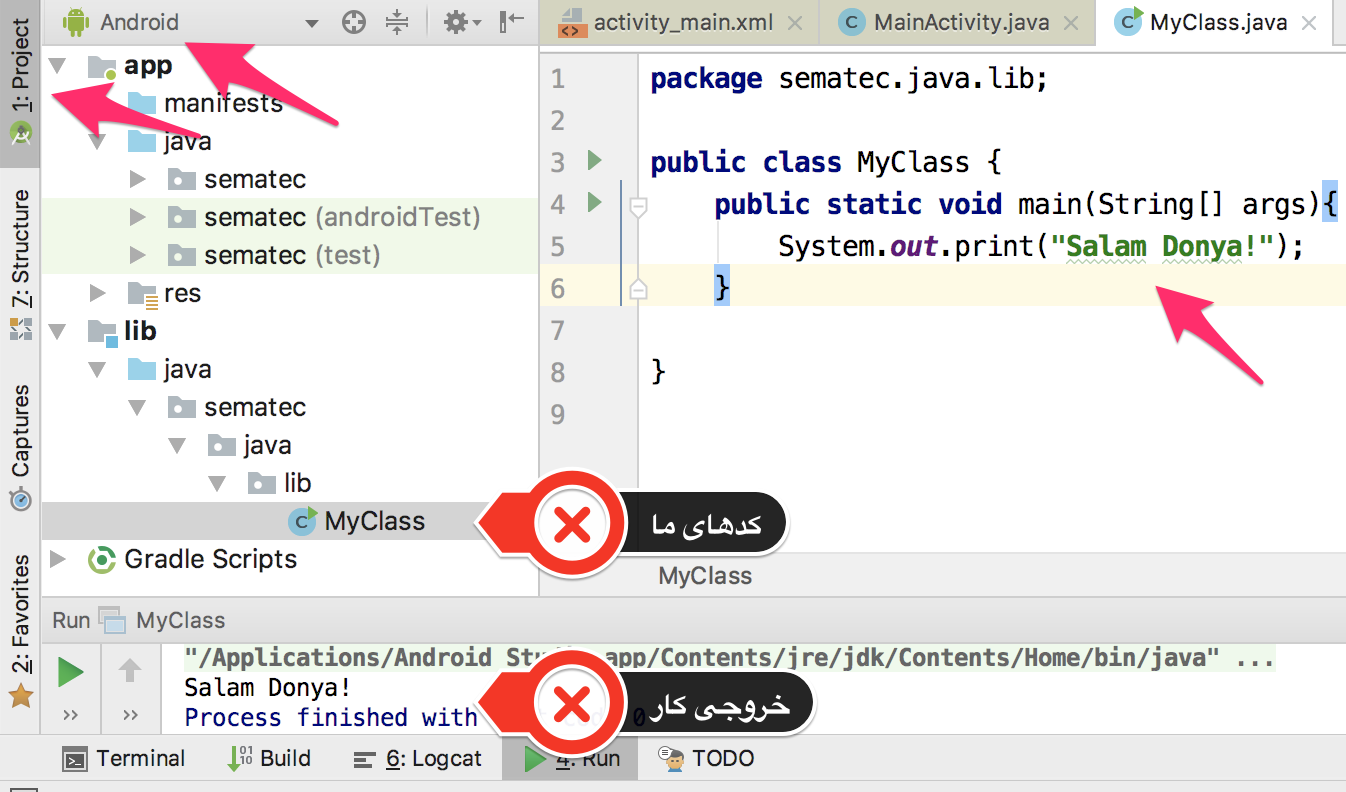 Android
activity_main.xml
MainActivity.java
MyClass.java
1: Project
7: Structure
Captures
2: Favorites
app
manifests
java
sematec
sematec (androidTest)
sematec (test)
res
lib
java
sematec
java
lib
MyClass
Gradle Scripts
1 package sematec.java.lib;
2
3 public class MyClass {
4 public static void main(String[] args){
5 System.out.print("Salam Donya!");
6 }
7
8 }
9
کدهای ما
MyClass
Run MyClass
"/Applications/Android app/Contents/jre/jdk/Contents/Home/bin/java" ...
Salam Donya!
خروجی کار
Process finished with 0
Terminal
Build
6: Logcat
4: Run
TODO